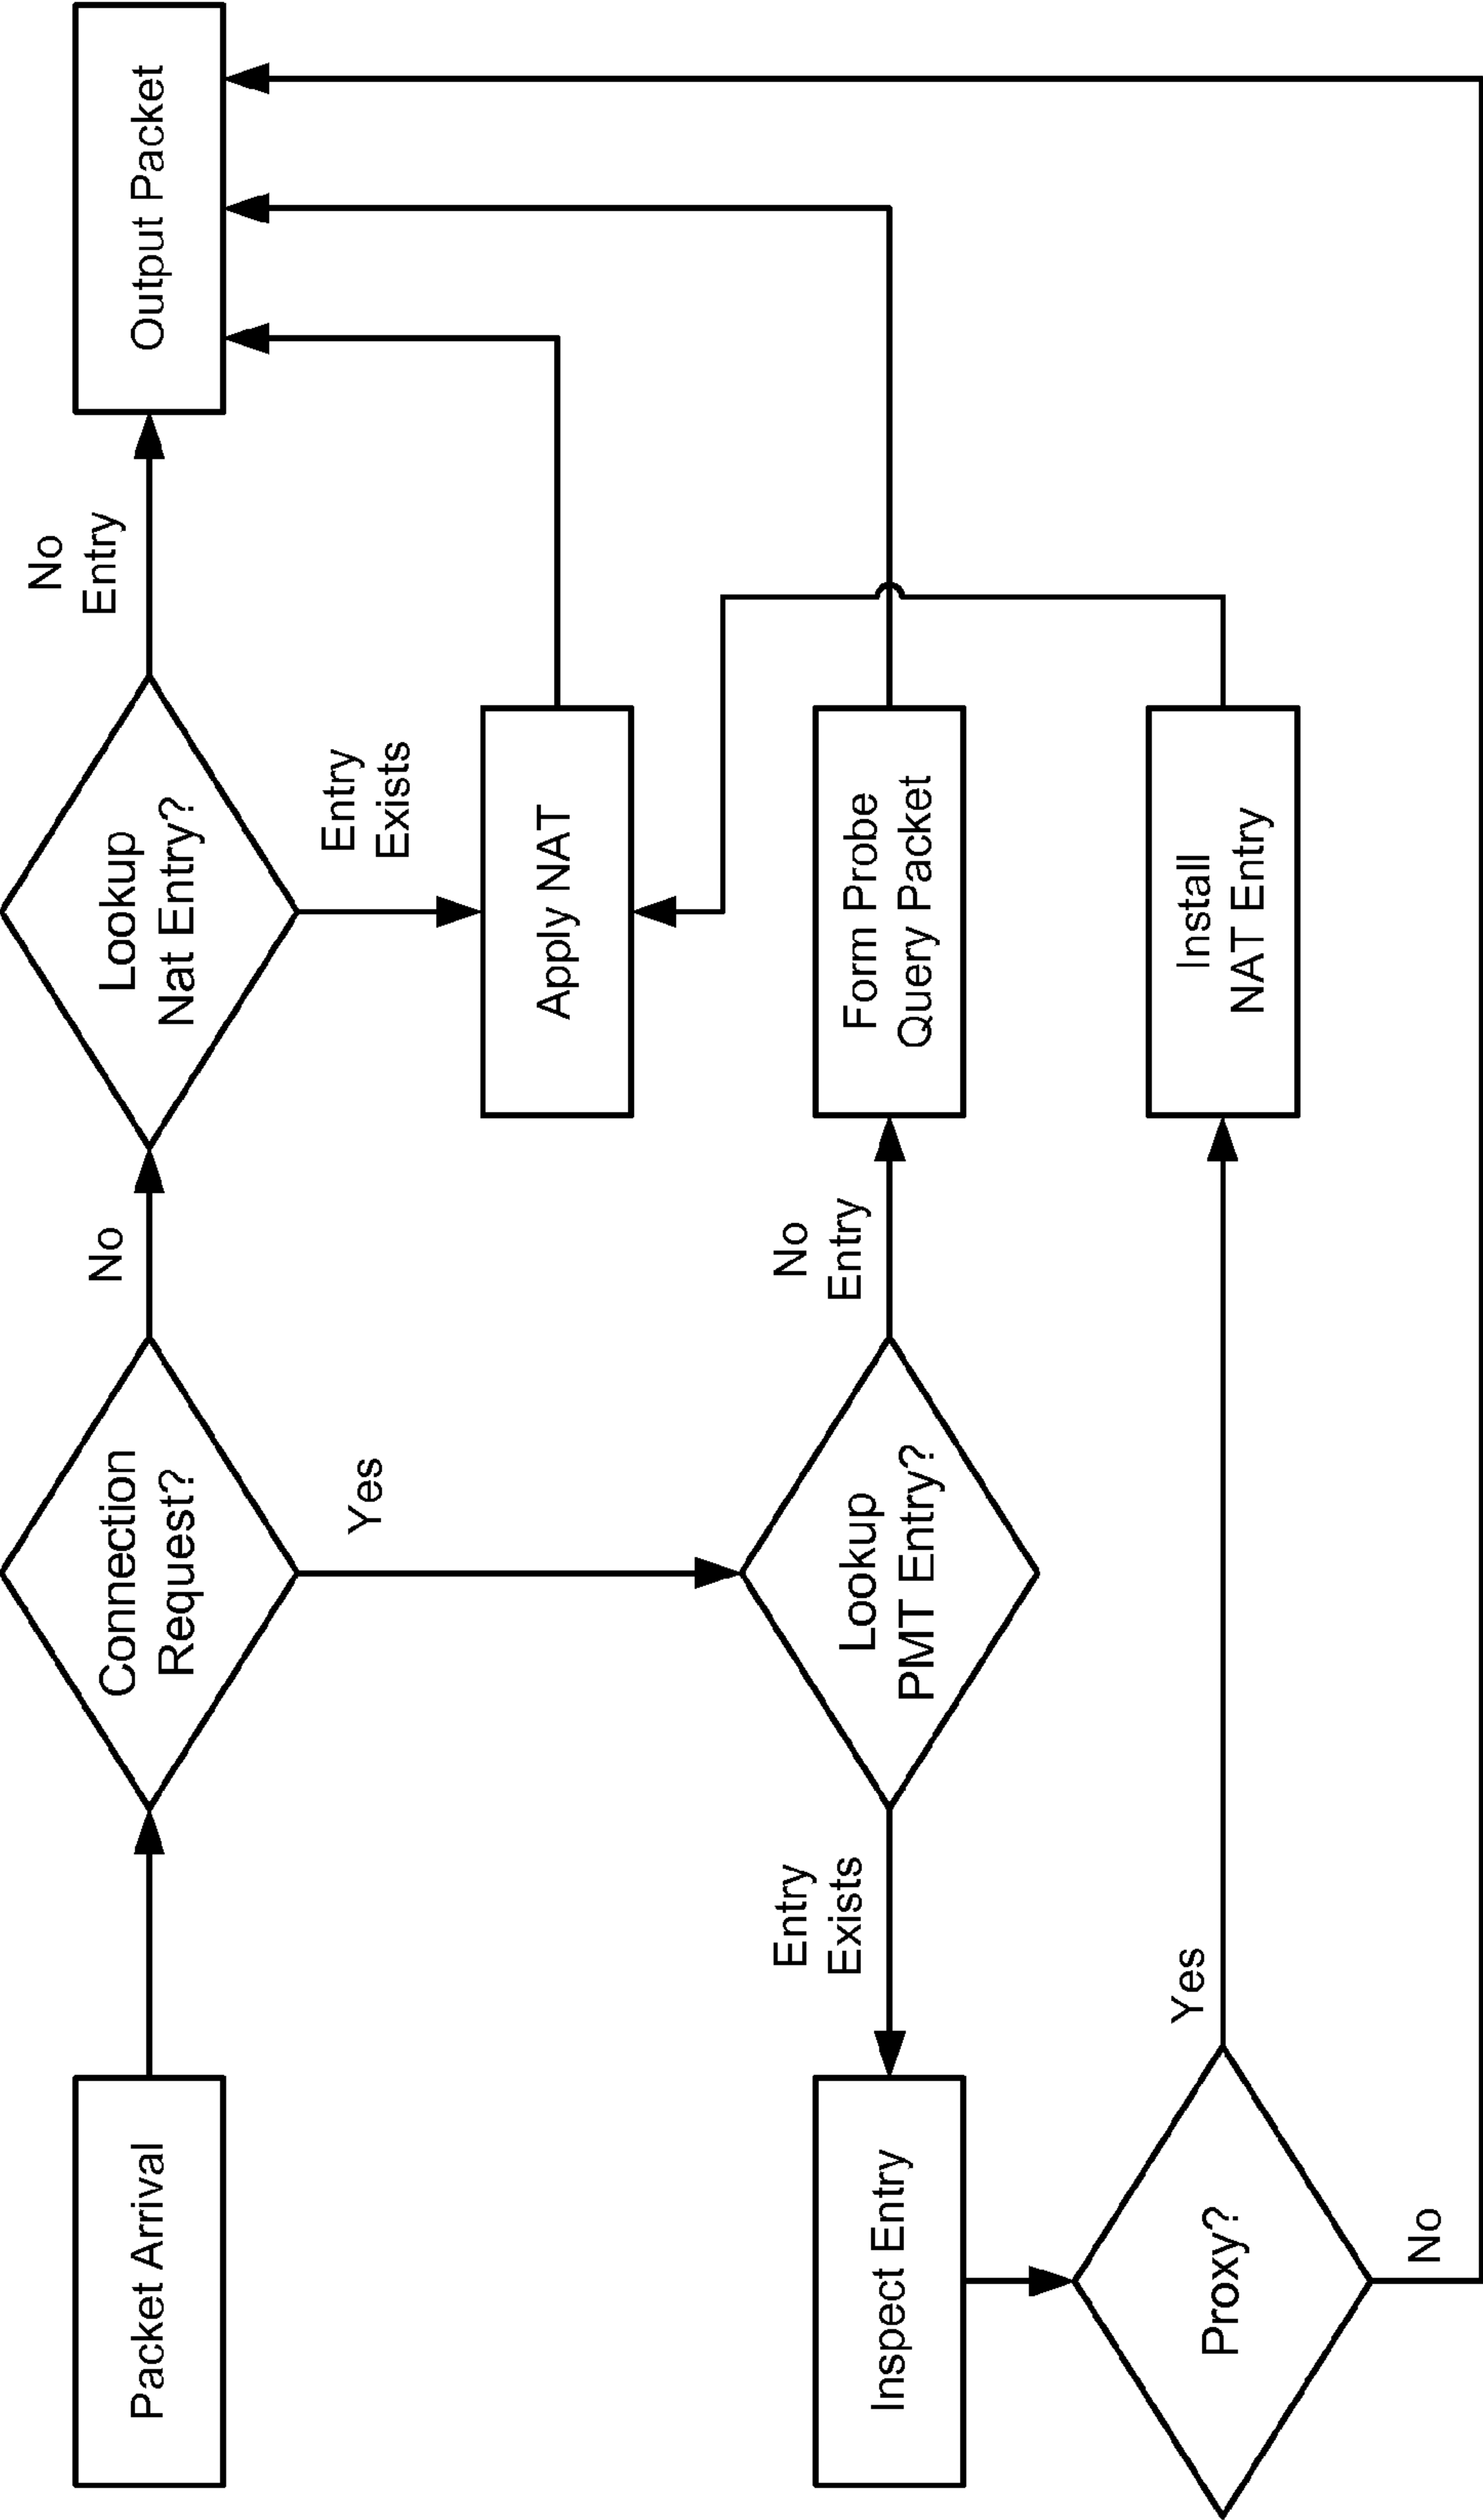 Packet Arrival
Connection
Request?
No
Lookup
Nat Entry?
No
Entry
Output Packet
Yes
Entry
Exists
Apply NAT
Entry
Exists
Lookup
PMT Entry?
No
Entry
Form Probe
Query Packet
Inspect Entry
Yes
Install
NAT Entry
Proxy?
No